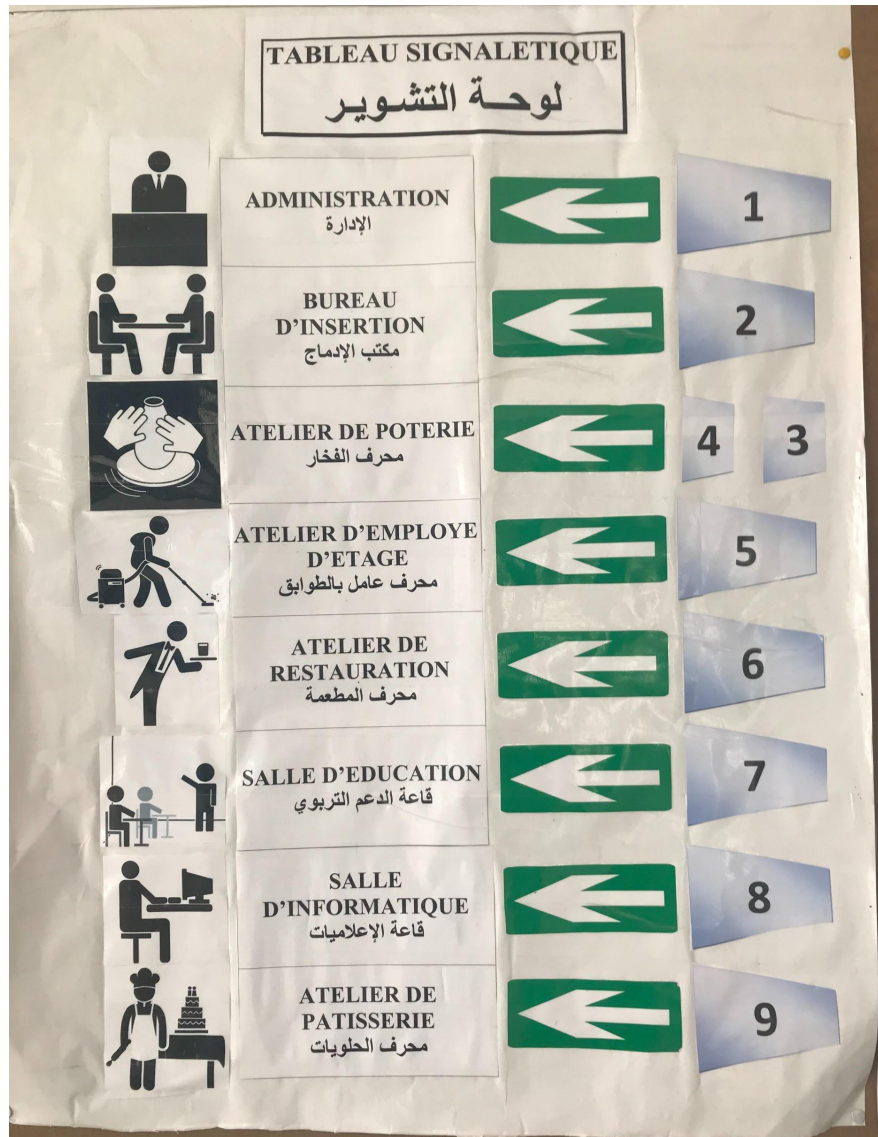 TABLEAU SIGNALETIQUE
لوحة التشوير
ADMINISTRATION
الإدارة
1
BUREAU
D'INSERTION
مكتب الإدماج
2
ATELIER DE POTERIE
محرف الفخار
4 3
ATELIER D'EMPLOYE
D'ETAGE
محرف عامل بالطوابق
5
ATELIER DE
RESTAURATION
محرف المطعمة
6
SALLE D'EDUCATION
قاعة الدعم التربوي
7
SALLE
D'INFORMATIQUE
قاعة الإعلاميات
8
ATELIER DE
PATISSERIE
محرف الحلويات
9